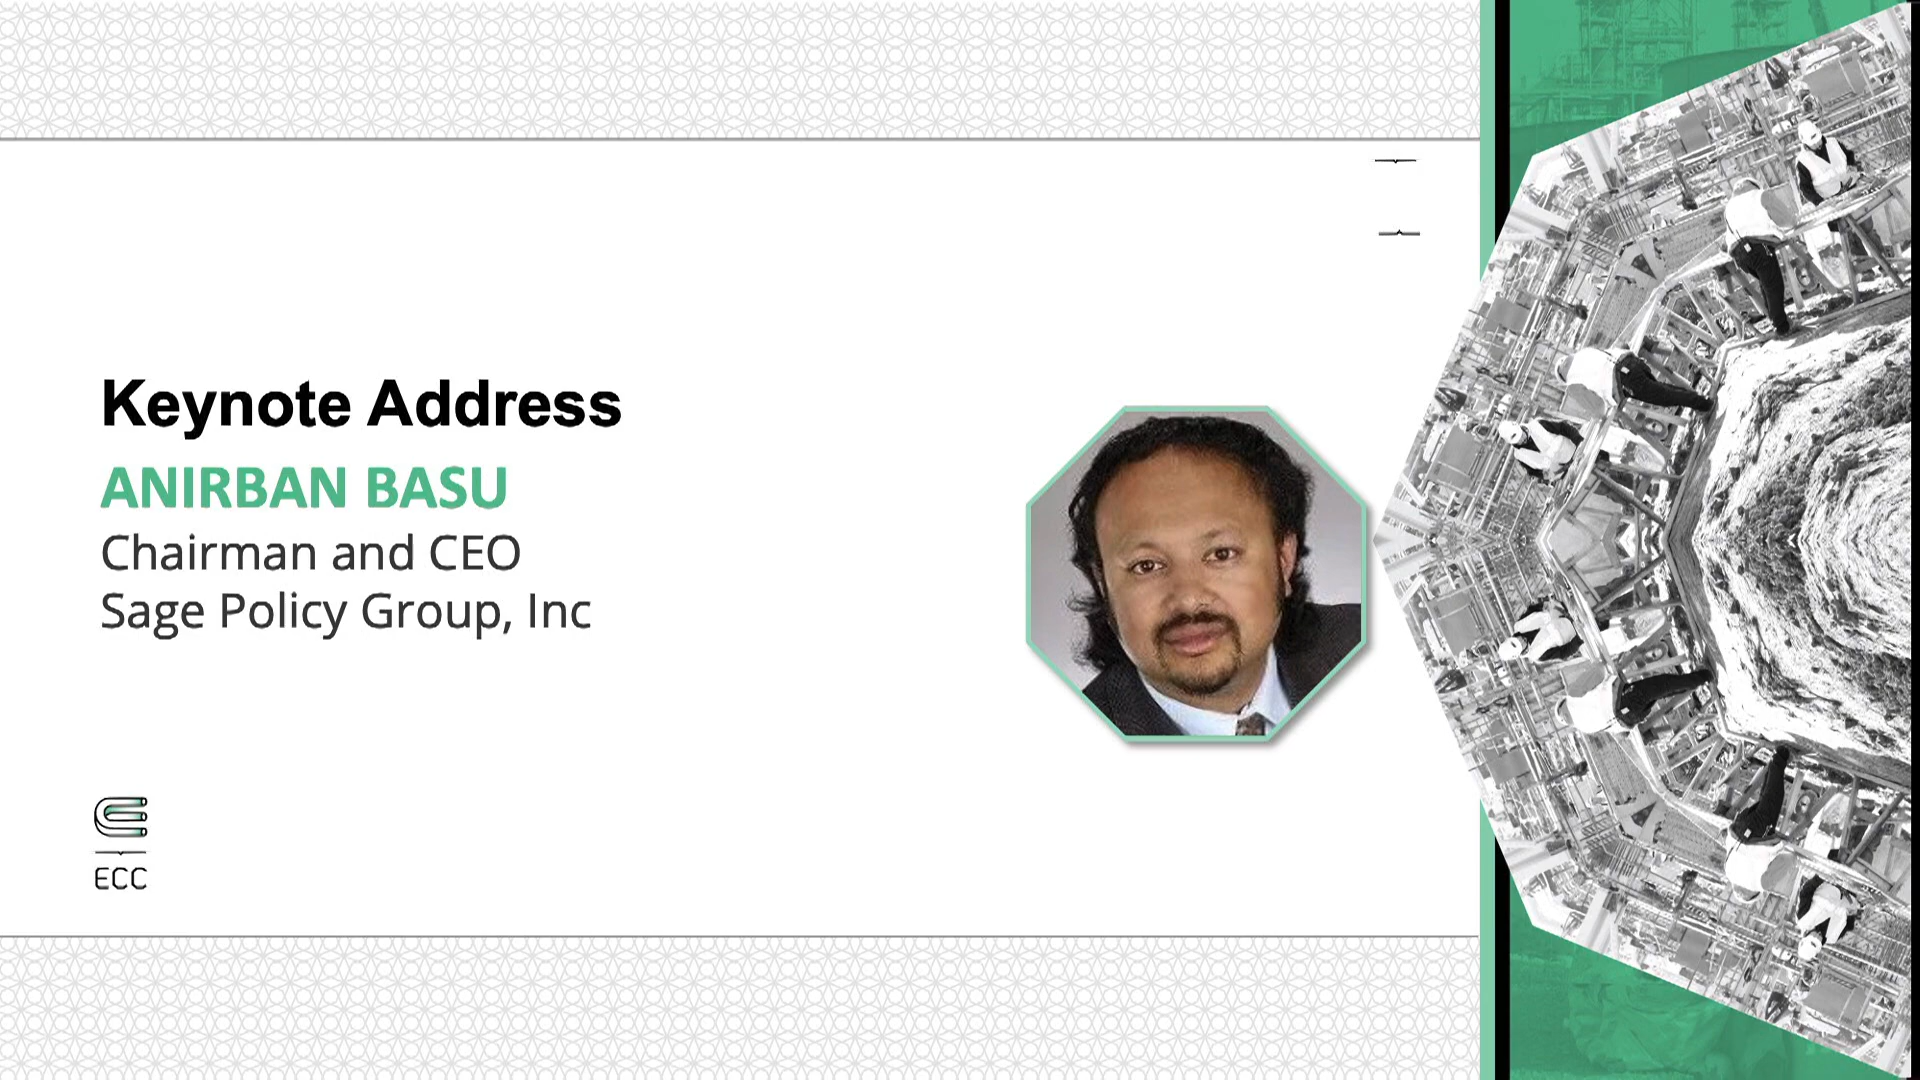 Keynote Address
ANIRBAN BASU
Chairman and CEO
Sage Policy Group, Inc
ECC